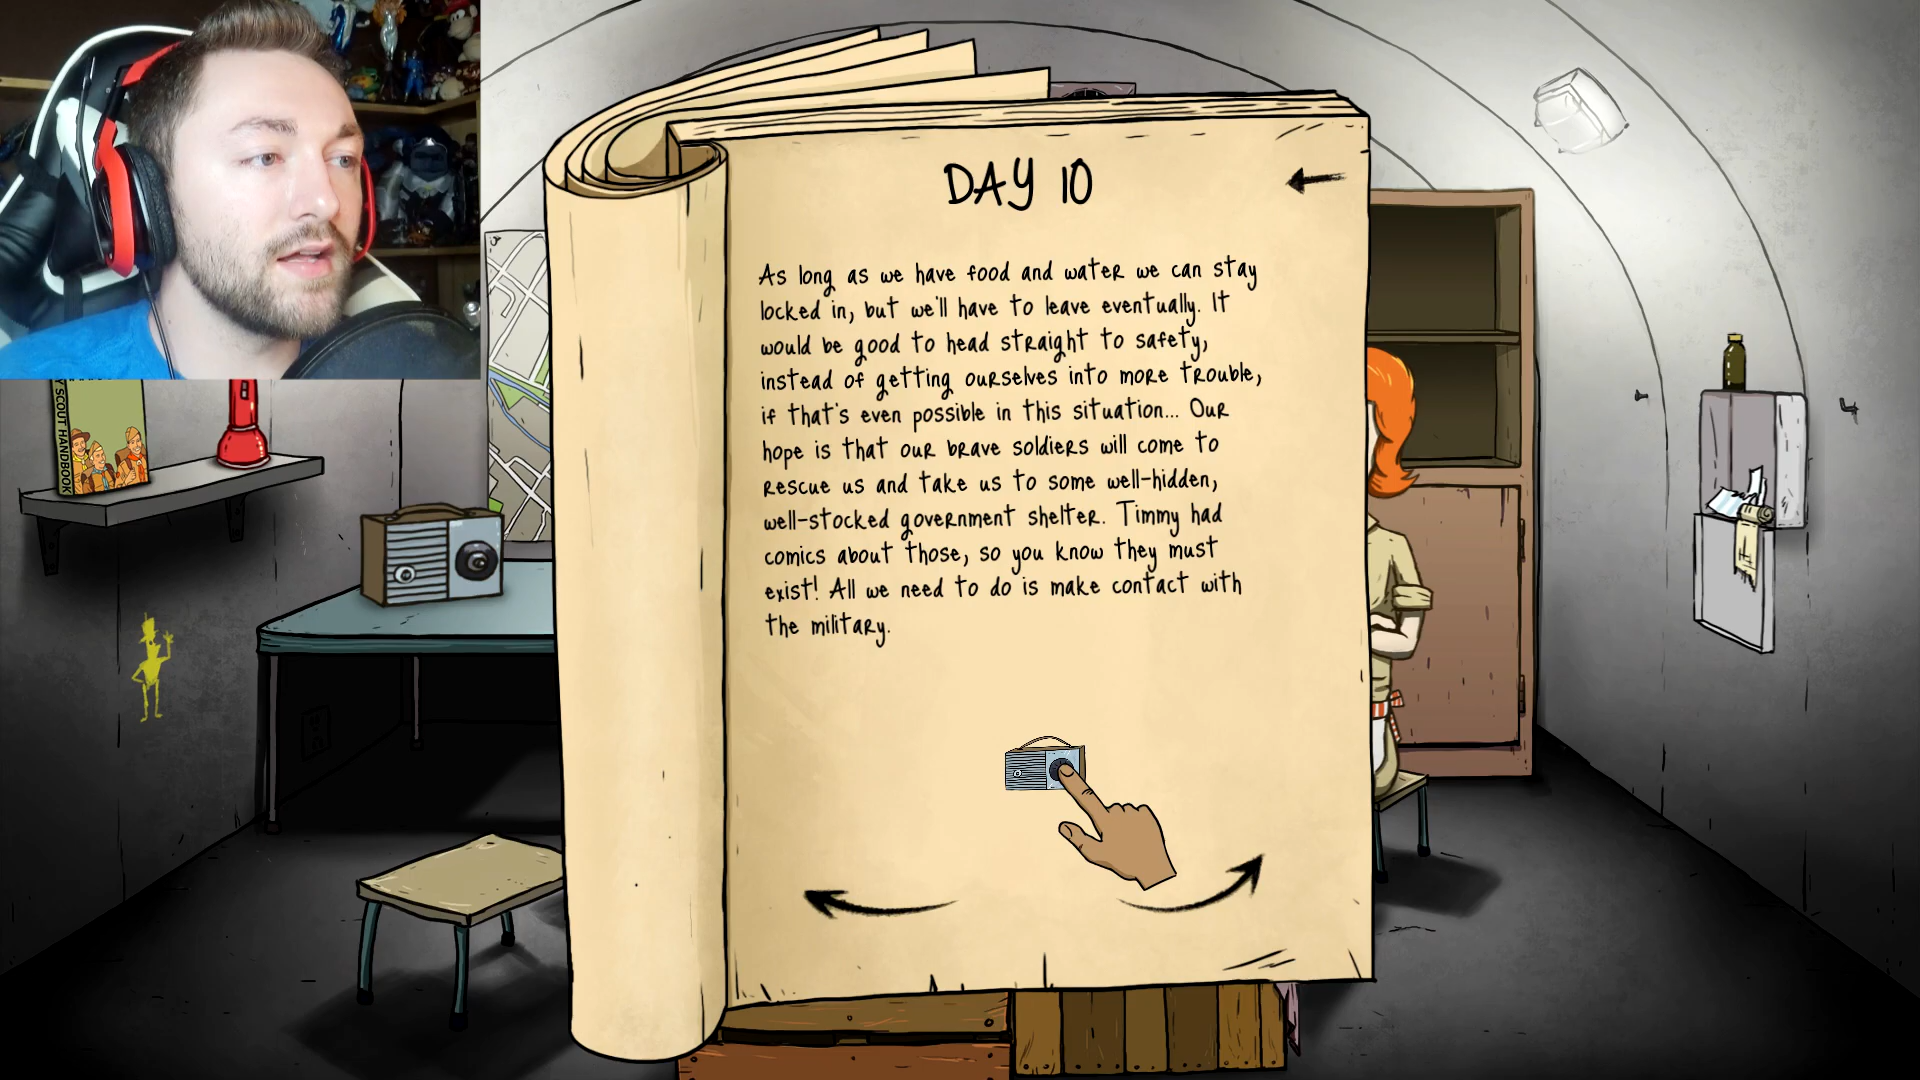 DAY 10
As long as we have food and water we can stay
locked in, but we'll have to leave eventually. It
would be good to head straight to safety,
instead of getting ourselves into more trouble,
if that's even possible in this situation... Our
hope is that our brave soldiers will come to
rescue us and take us to some well-hidden,
well-stocked government shelter. Timmy had
comics about those, so you know they must
exist! All we need to do is make contact with
the military.
Y SCOUT HANDBOOK